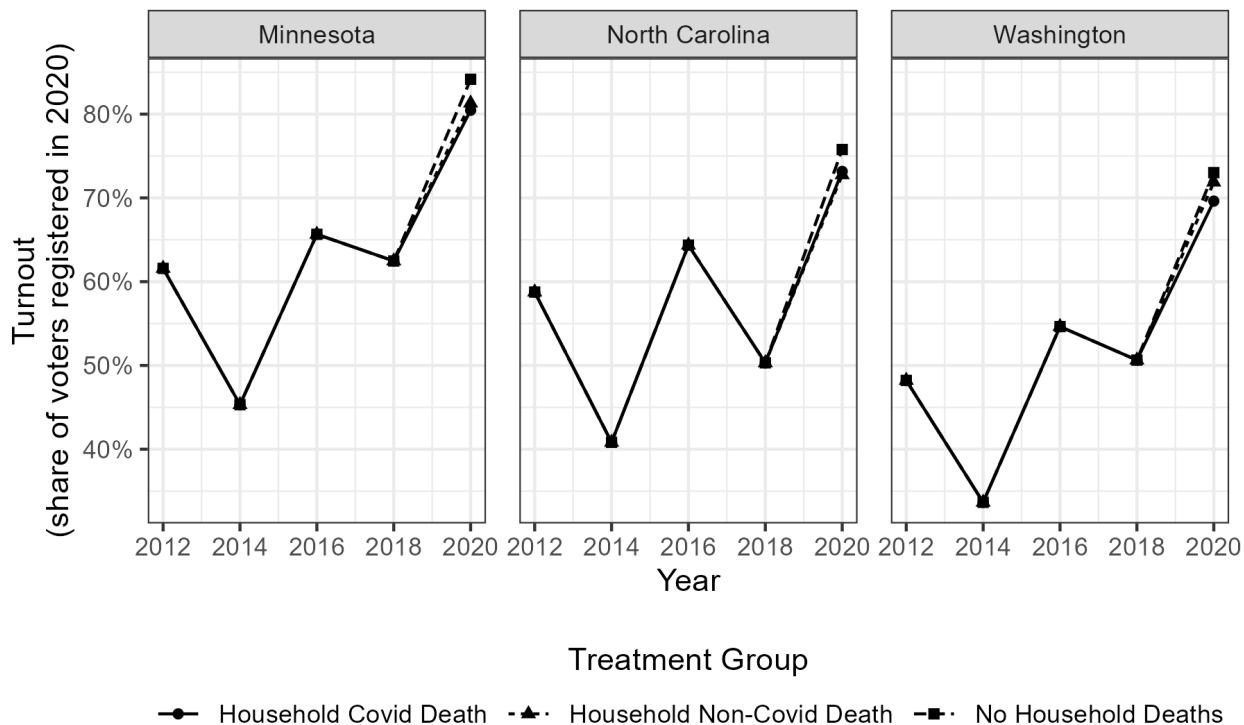 Minnesota
North Carolina
Washington
Turnout
(share of voters registered in 2020)
80%
70%
60%
50%
40%
2012 2014 2016 2018 2020 2012 2014 2016 2018 2020 2012 2014 2016 2018 2020
Year
Treatment Group
Household Covid Death
Household Non-Covid Death
No Household Deaths